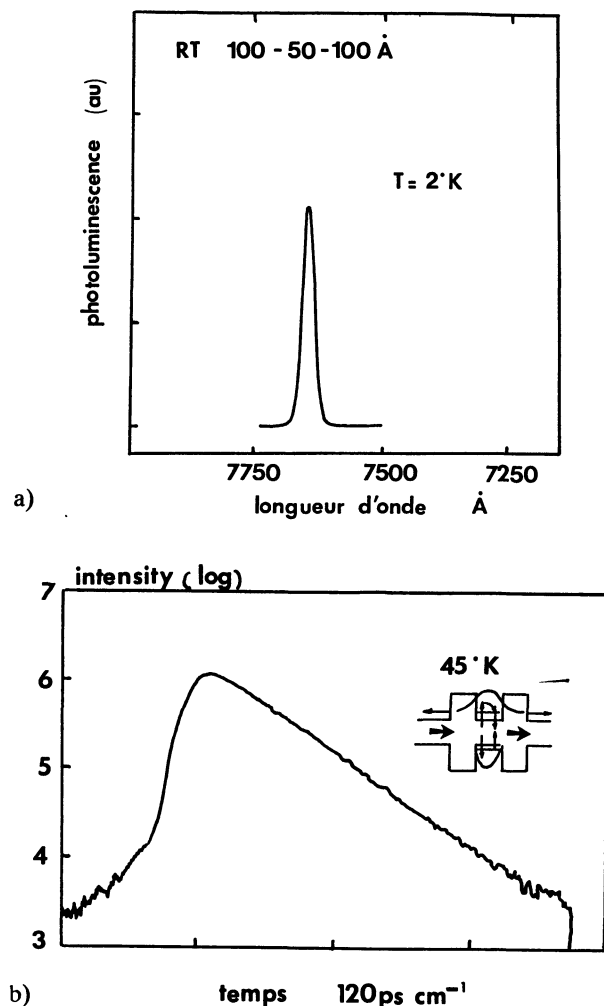 RT 100-50-100 Å
photoluminescence (au)
T= 2°K
7750 7500 7250
longueur d'onde Å
a)
intensity (log)
7
6
5
4
3
45°K
temps 120ps cm⁻¹
b)